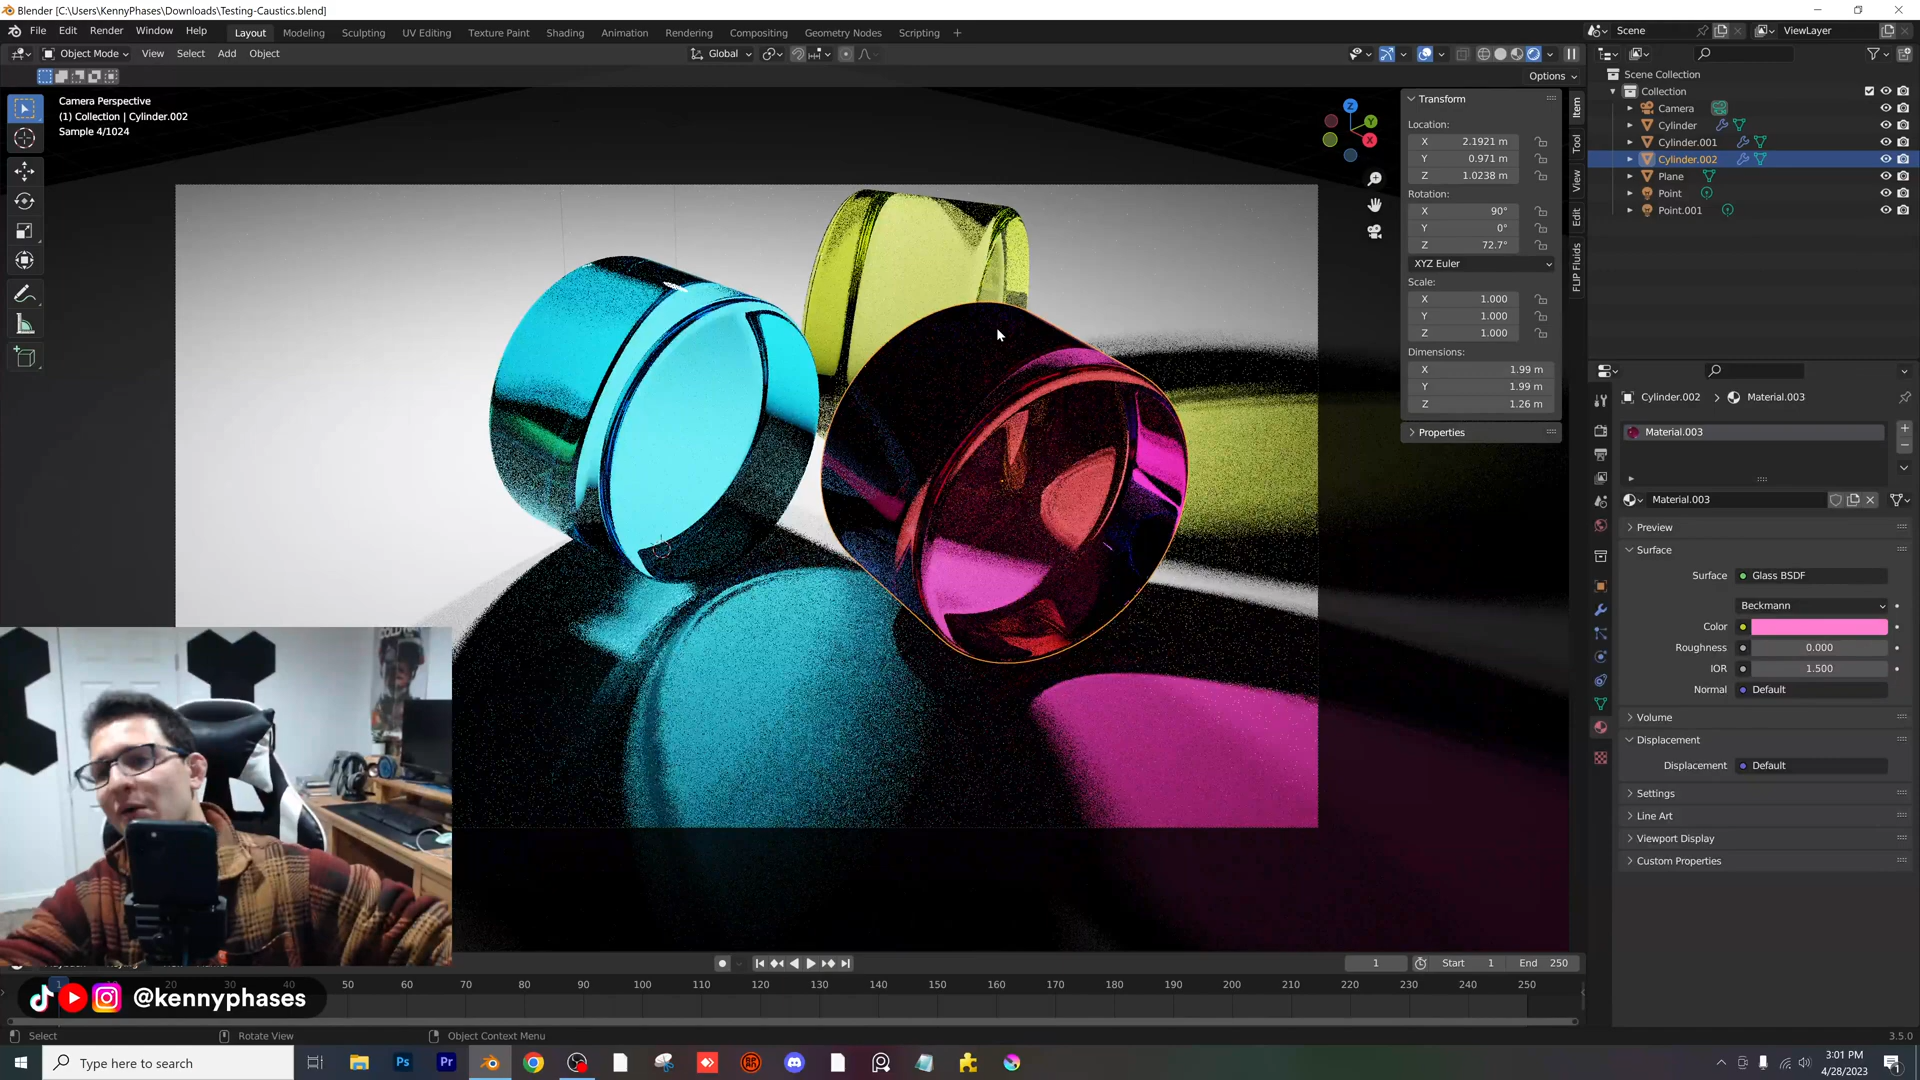 Blender [C:\Users\KennyPhases\Downloads\Testing-Caustics.blend]
File Edit Render Window Help Layout Modeling Sculpting UV Editing Texture Paint Shading Animation Rendering Compositing Geometry Nodes Scripting + Scene ViewLayer
Object Mode View Select Add Object Global
Options
Camera Perspective
(1) Collection | Cylinder.002
Sample 4/1024
Transform
Location:
X 2.1921 m
Y 0.971 m
Z 1.0238 m
Rotation:
X 90°
Y 0°
Z 72.7°
XYZ Euler
Scale:
X 1.000
Y 1.000
Z 1.000
Dimensions:
X 1.99 m
Y 1.99 m
Z 1.26 m
Properties
Item
Tool
View
Edit
FLIP Fluids
Z
Y
X
Scene Collection
Collection
Camera
Cylinder
Cylinder.001
Cylinder.002
Plane
Point
Point.001
Cylinder.002 > Material.003
Material.003
Material.003
Preview
Surface
Surface Glass BSDF
Beckmann
Color
Roughness 0.000
IOR 1.500
Normal Default
Volume
Displacement
Displacement Default
Settings
Line Art
Viewport Display
Custom Properties
1 Start 1 End 250
1 20 30 40 50 60 70 80 90 100 110 120 130 140 150 160 170 180 190 200 210 220 230 240 250
@kennyphases
Select Rotate View Object Context Menu 3.5.0
Type here to search
Ps Pr
3:01 PM
4/28/2023
1